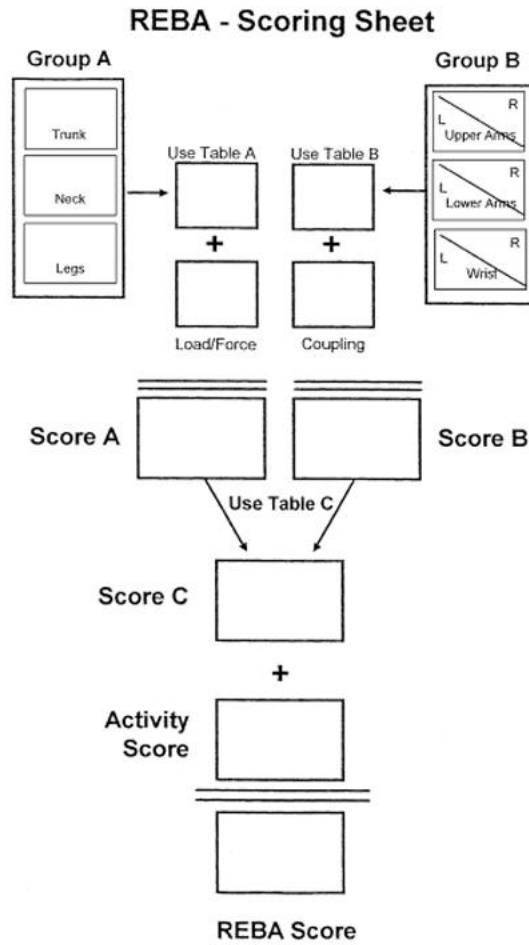 REBA - Scoring Sheet
Group A
Group B
Trunk
Neck
Legs
Use Table A
Use Table B
L
R
Upper Arms
L
R
Lower Arms
L
R
Wrist
+
+
Load/Force
Coupling
Score A
Score B
Use Table C
Score C
+
Activity
Score
REBA Score